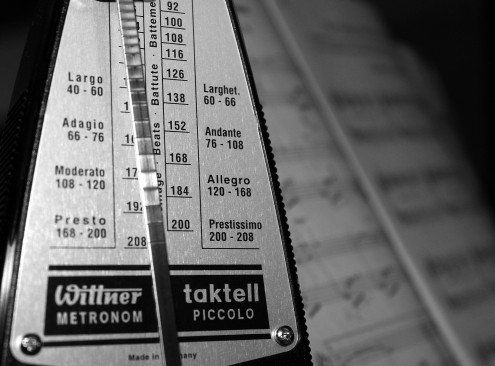 92
100
108
116
126
138
152
168
184
200
192
208
Battute · Batteme
Beats
Largo
40 - 60
Adagio
66 - 76
Moderato
108 - 120
Presto
168 - 200
Larghet.
60 - 66
Andante
76 - 108
Allegro
120 - 168
Prestissimo
200 - 208
Wittner
METRONOM
taktell
PICCOLO
Made in
any